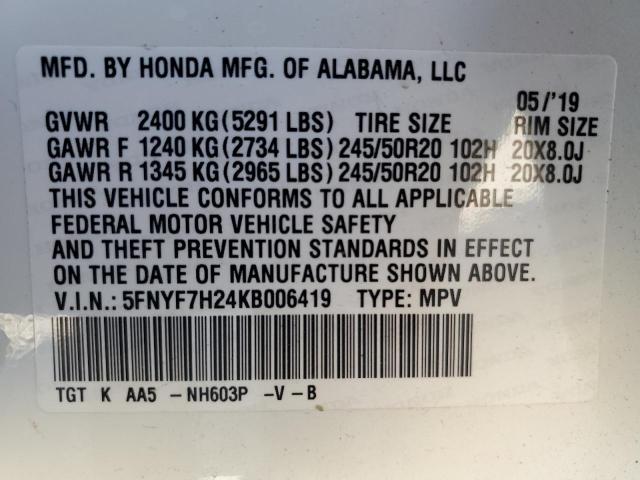 MFD. BY HONDA MFG. OF ALABAMA, LLC
05/'19
GVWR 2400 KG(5291 LBS) TIRE SIZE RIM SIZE
GAWR F 1240 KG(2734 LBS)245/50R20 102H 20X8.0J
GAWR R 1345 KG(2965 LBS)245/50R20 102H 20X8.0J
THIS VEHICLE CONFORMS TO ALL APPLICABLE
FEDERAL MOTOR VEHICLE SAFETY
AND THEFT PREVENTION STANDARDS IN EFFECT
ON THE DATE OF MANUFACTURE SHOWN ABOVE.
V.I.N.: 5FNYF7H24KB006419 TYPE: MPV
TGT K AA5 -NH603P -V-B